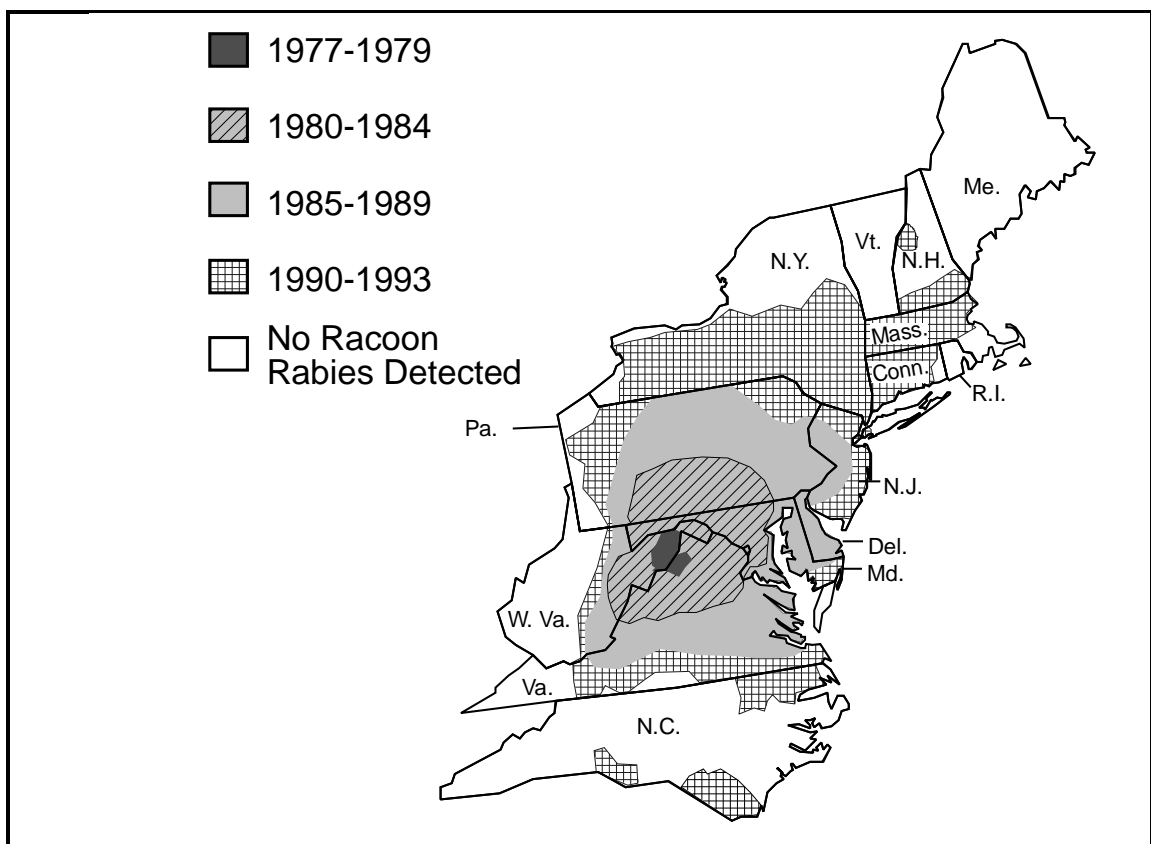 1977-1979
1980-1984
1985-1989
1990-1993
No Racoon
Rabies Detected
Me.
Vt.
N.Y.
N.H.
Mass.
Conn.
R.I.
Pa.
N.J.
Del.
Md.
W. Va.
Va.
N.C.